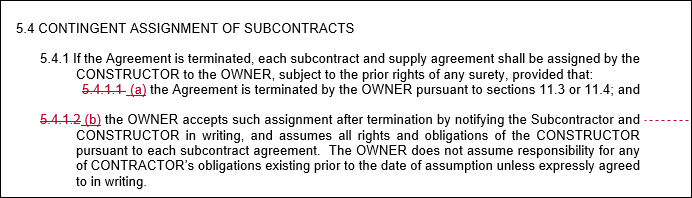 5.4 CONTINGENT ASSIGNMENT OF SUBCONTRACTS
5.4.1 If the Agreement is terminated, each subcontract and supply agreement shall be assigned by the
CONSTRUCTOR to the OWNER, subject to the prior rights of any surety, provided that:
5.4.1.1 (a) the Agreement is terminated by the OWNER pursuant to sections 11.3 or 11.4; and
5.4.1.2 (b) the OWNER accepts such assignment after termination by notifying the Subcontractor and
CONSTRUCTOR in writing, and assumes all rights and obligations of the CONSTRUCTOR
pursuant to each subcontract agreement.  The OWNER does not assume responsibility for any
of CONTRACTOR's obligations existing prior to the date of assumption unless expressly agreed
to in writing.